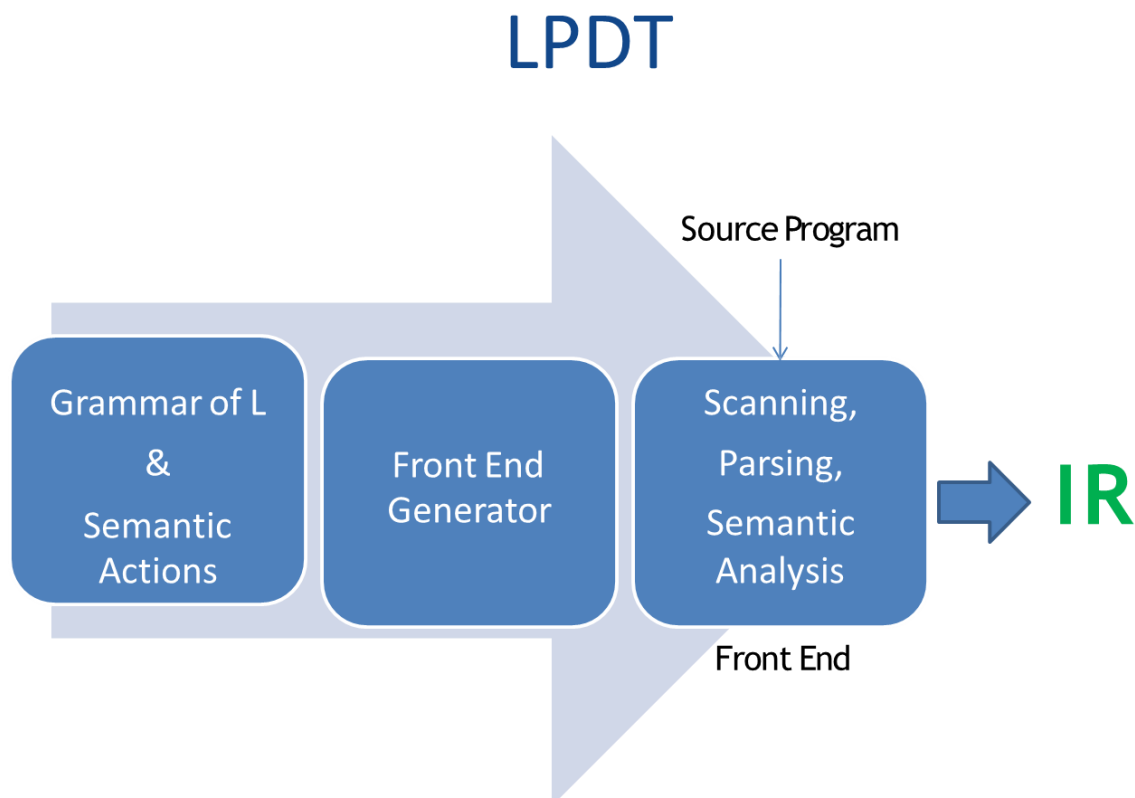 LPDT
Source Program
Grammar of L
&
Semantic
Actions
Front End
Generator
Scanning,
Parsing,
Semantic
Analysis
IR
Front End